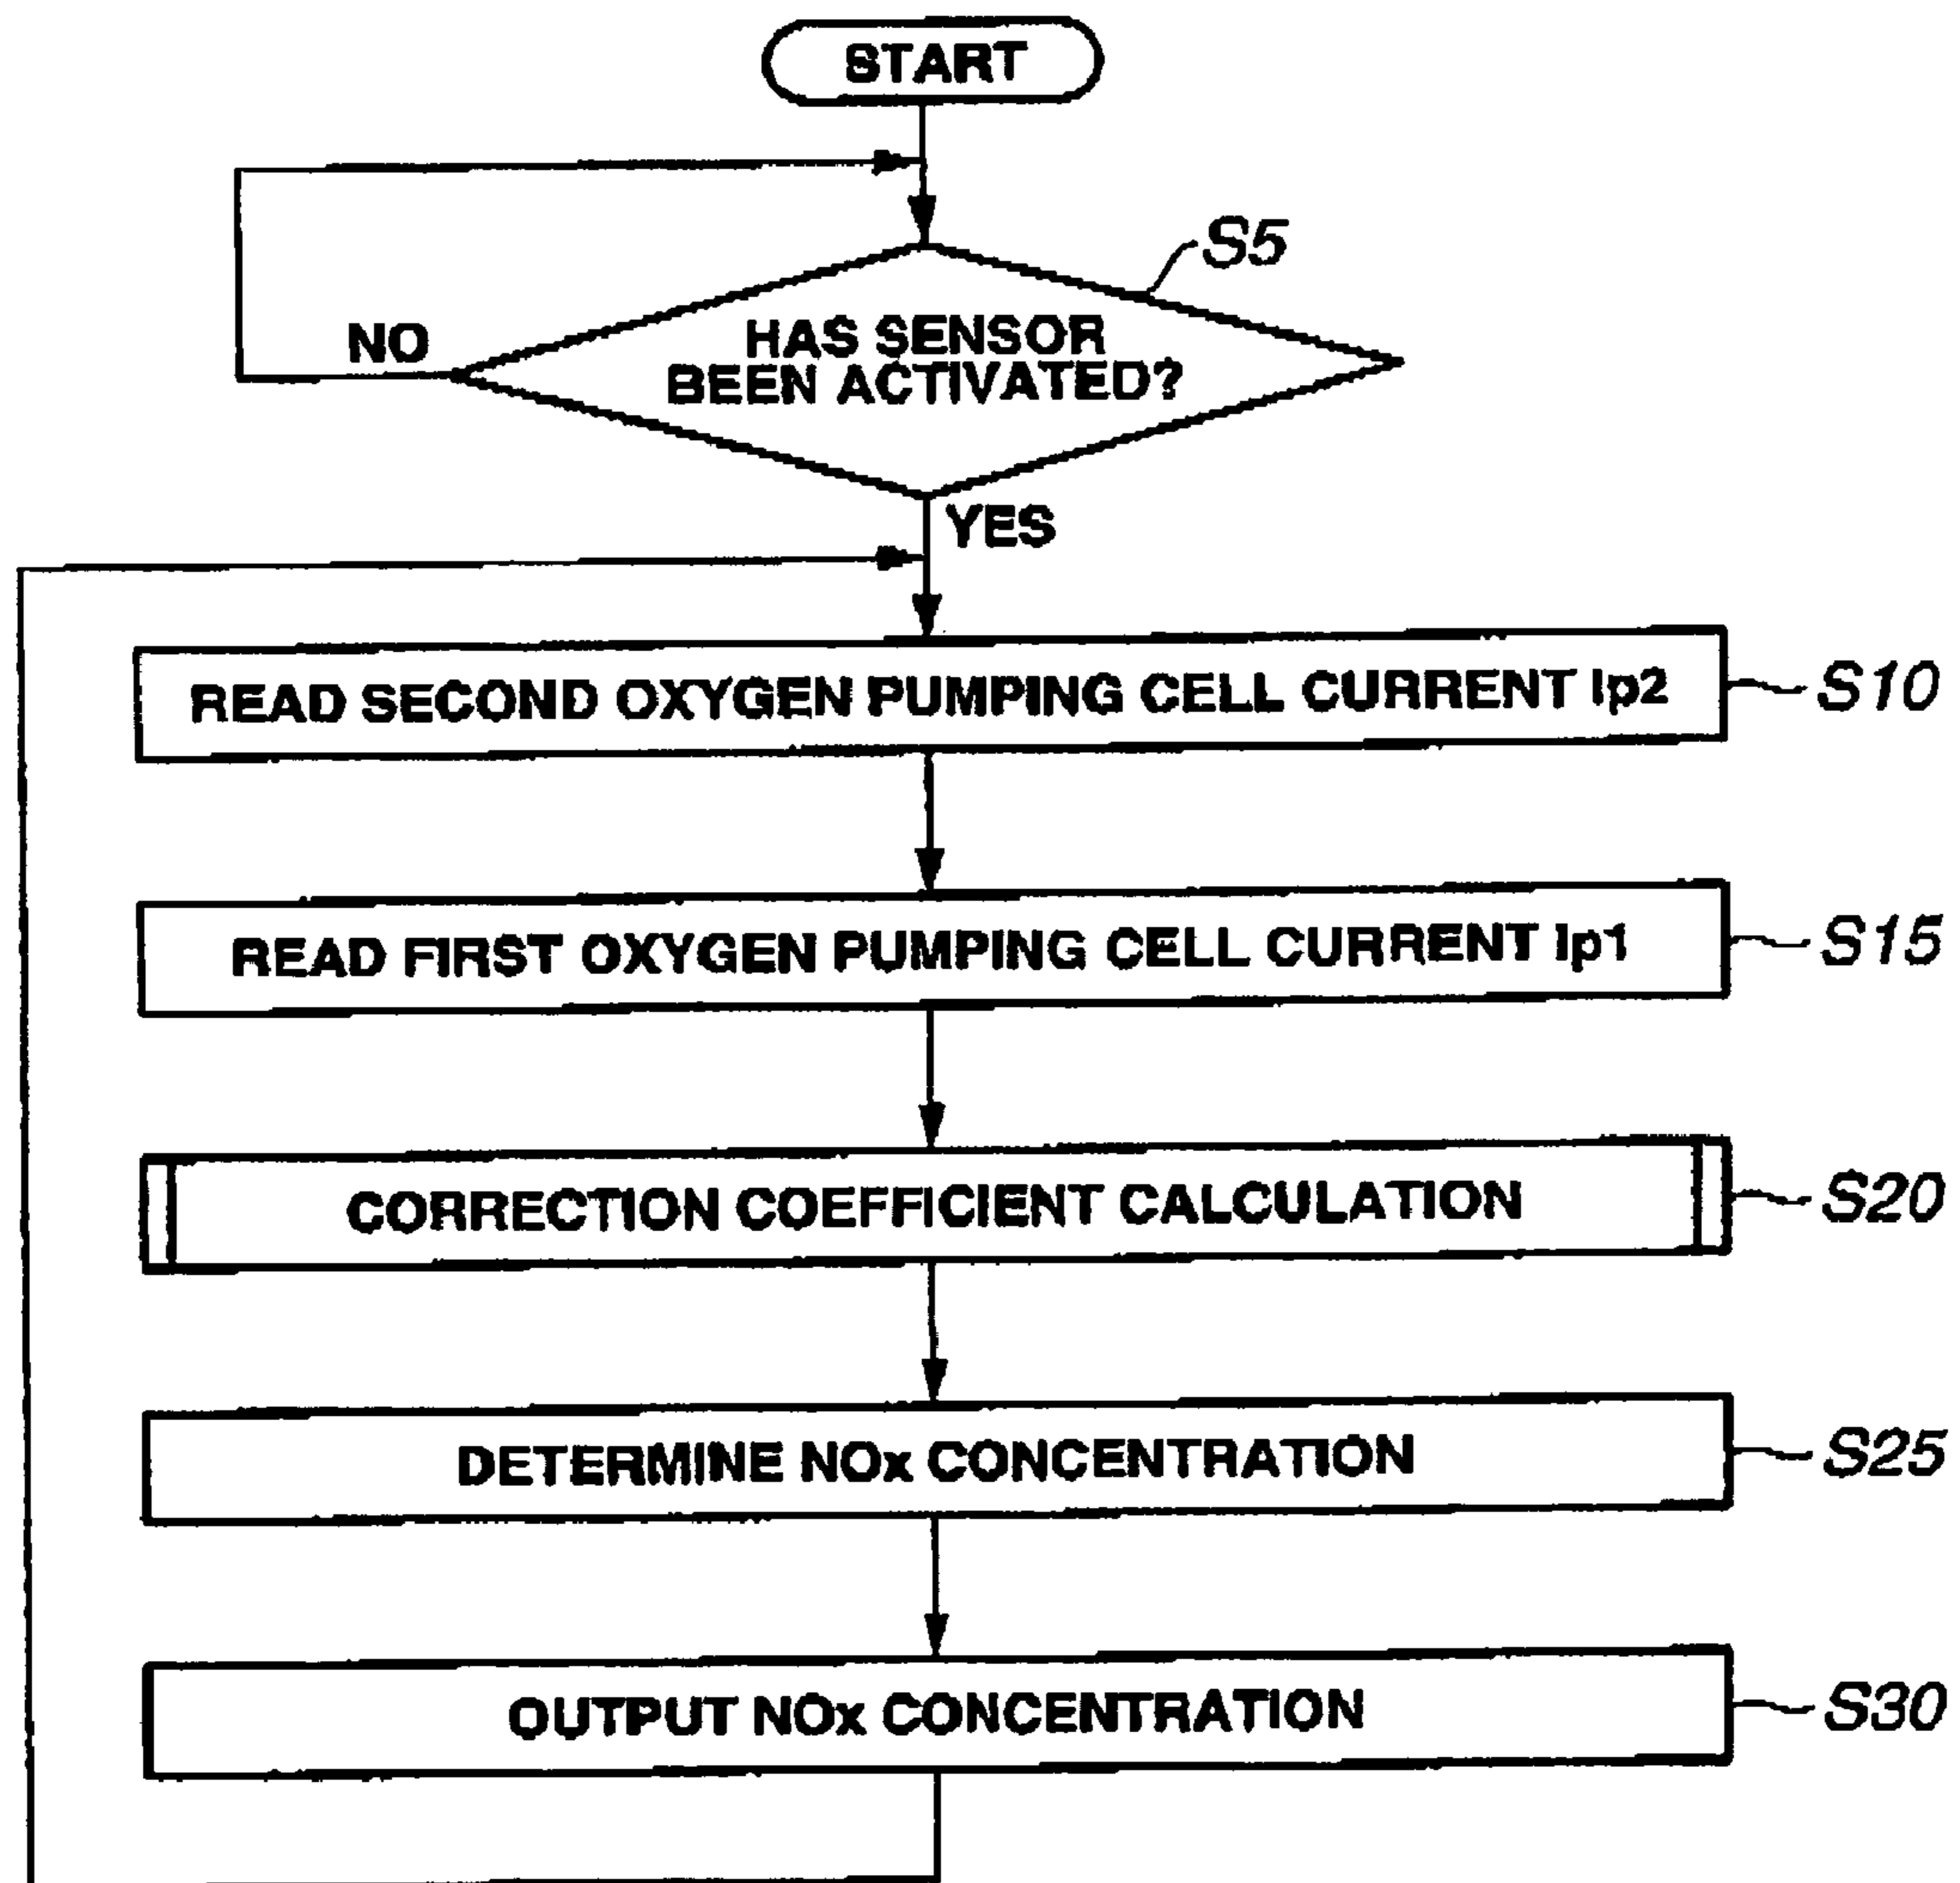 START
S5
HAS SENSOR
BEEN ACTIVATED?
NO
YES
READ SECOND OXYGEN PUMPING CELL CURRENT Ip2
S10
READ FIRST OXYGEN PUMPING CELL CURRENT Ip1
S15
CORRECTION COEFFICIENT CALCULATION
S20
DETERMINE NOx CONCENTRATION
S25
OUTPUT NOx CONCENTRATION
S30